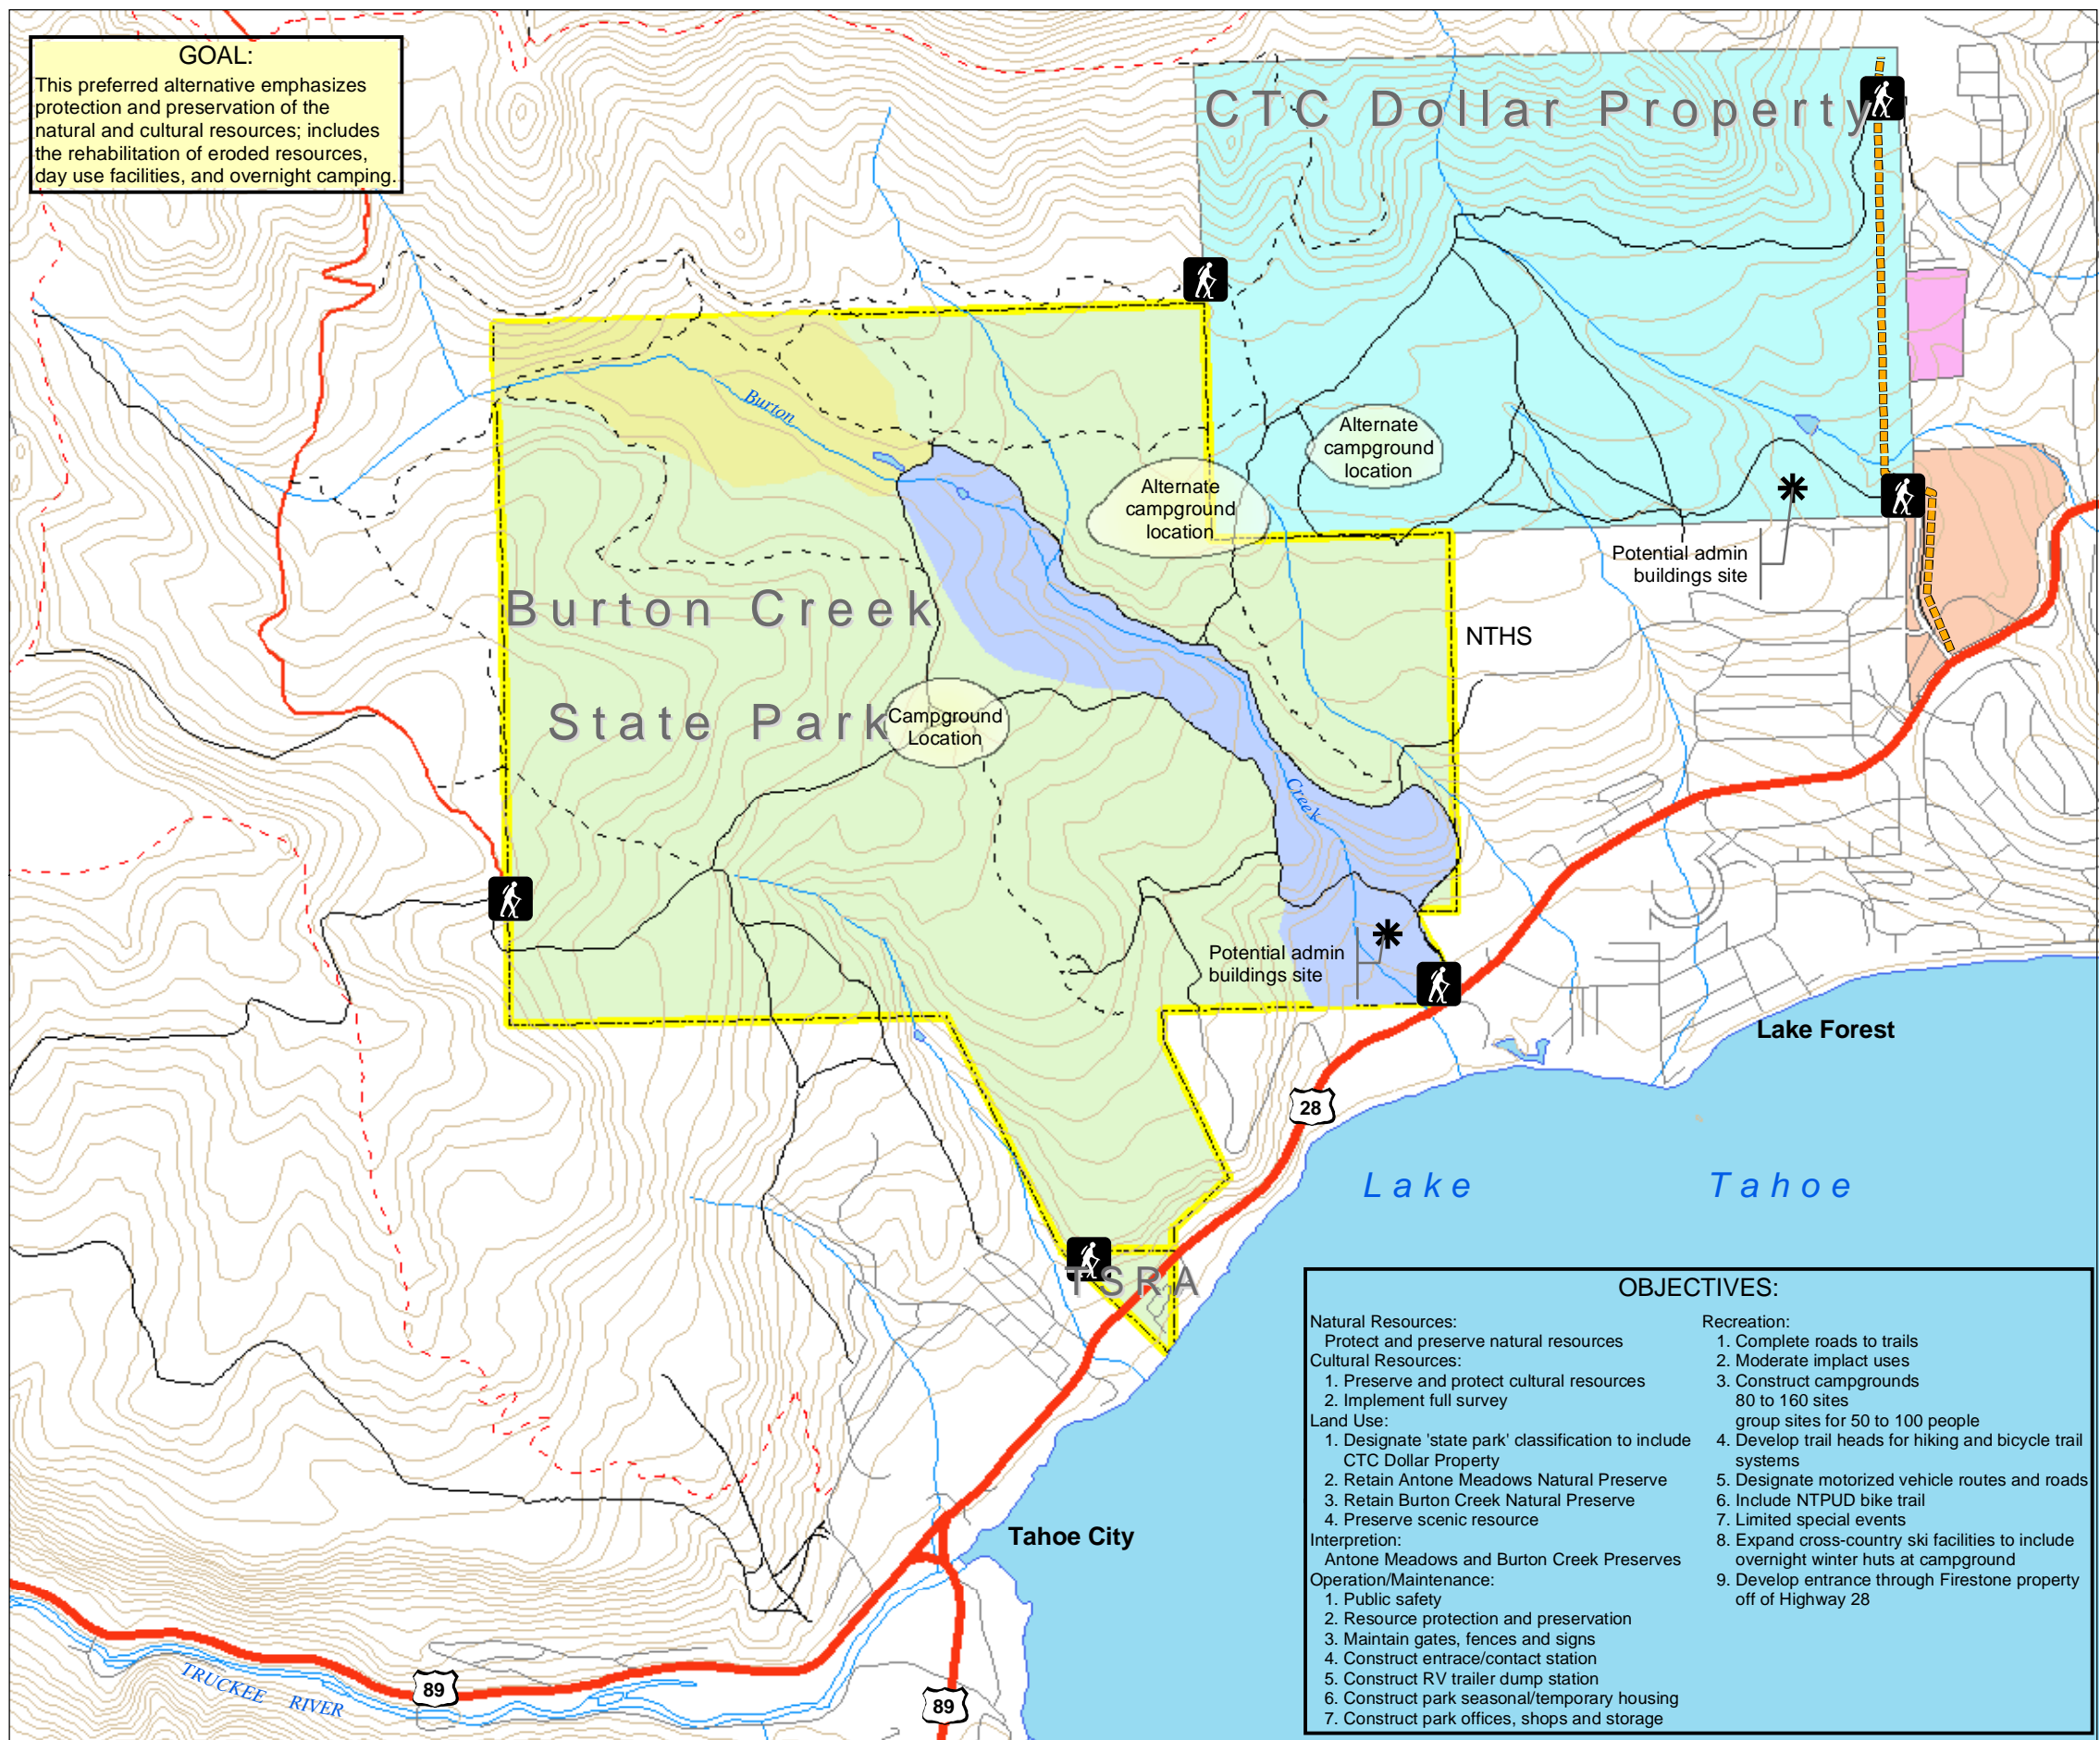 GOAL:
This preferred alternative emphasizes
protection and preservation of the
natural and cultural resources; includes
the rehabilitation of eroded resources,
day use facilities, and overnight camping.
CTC Dollar Property
Burton
Alternate
campground
location
Alternate
campground
location
Potential admin
buildings site
Burton Creek
State Park
NTHS
Campground
Location
Creek
Potential admin
buildings site
Lake Forest
28
Lake Tahoe
TSRA
Tahoe City
TRUCKEE RIVER
89
89
OBJECTIVES:
Natural Resources:
Protect and preserve natural resources
Cultural Resources:
1. Preserve and protect cultural resources
2. Implement full survey
Land Use:
1. Designate 'state park' classification to include
CTC Dollar Property
2. Retain Antone Meadows Natural Preserve
3. Retain Burton Creek Natural Preserve
4. Preserve scenic resource
Interpretion:
Antone Meadows and Burton Creek Preserves
Operation/Maintenance:
1. Public safety
2. Resource protection and preservation
3. Maintain gates, fences and signs
4. Construct entrace/contact station
5. Construct RV trailer dump station
6. Construct park seasonal/temporary housing
7. Construct park offices, shops and storage
Recreation:
1. Complete roads to trails
2. Moderate implact uses
3. Construct campgrounds
80 to 160 sites
group sites for 50 to 100 people
4. Develop trail heads for hiking and bicycle trail
systems
5. Designate motorized vehicle routes and roads
6. Include NTPUD bike trail
7. Limited special events
8. Expand cross-country ski facilities to include
overnight winter huts at campground
9. Develop entrance through Firestone property
off of Highway 28